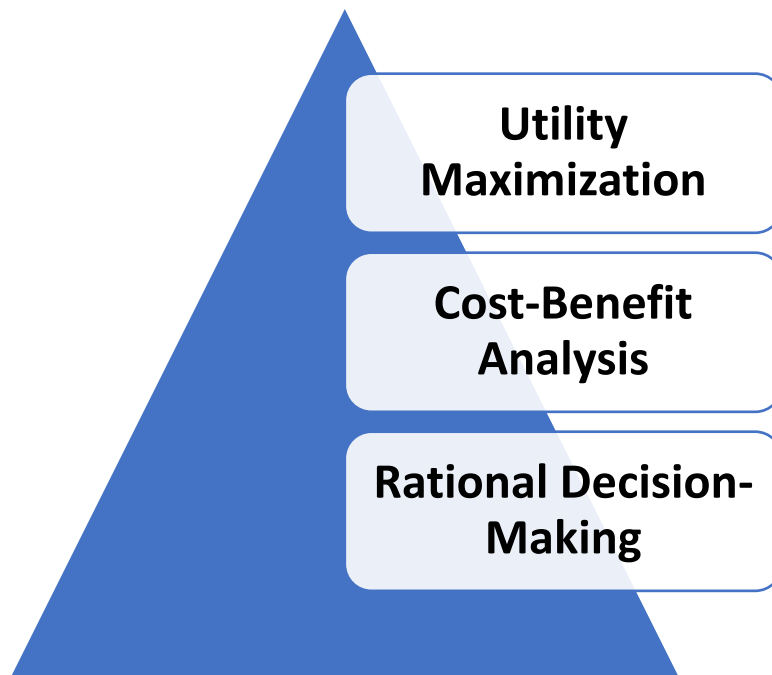 Utility
Maximization
Cost-Benefit
Analysis
Rational Decision-
Making